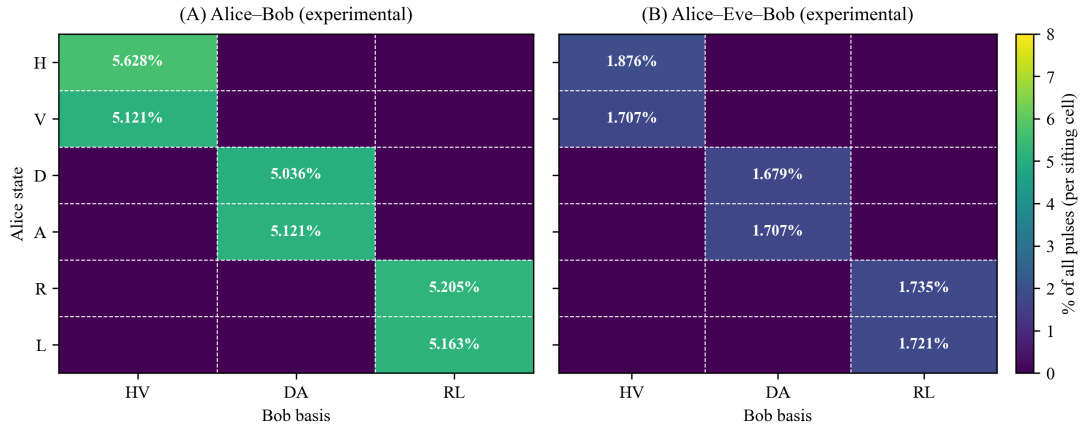 (A) Alice–Bob (experimental)
(B) Alice–Eve–Bob (experimental)
Alice state
H
V
D
A
R
L
5.628%
5.121%
5.036%
5.121%
5.205%
5.163%
HV
DA
RL
Bob basis
1.876%
1.707%
1.679%
1.707%
1.735%
1.721%
HV
DA
RL
Bob basis
8
7
6
5
4
3
2
1
0
% of all pulses (per sifting cell)